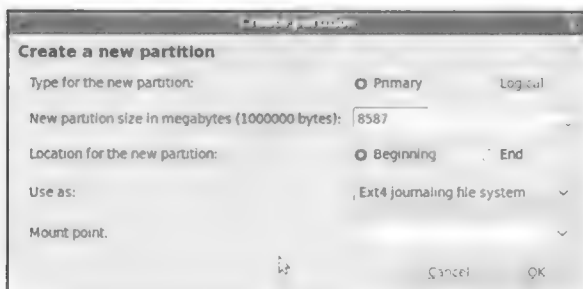 Create a new partition
Type for the new partition: Primary Logical
New partition size in megabytes (1000000 bytes): 8587
Location for the new partition: Beginning End
Use as: Ext4 journaling file system
Mount point:
Cancel OK